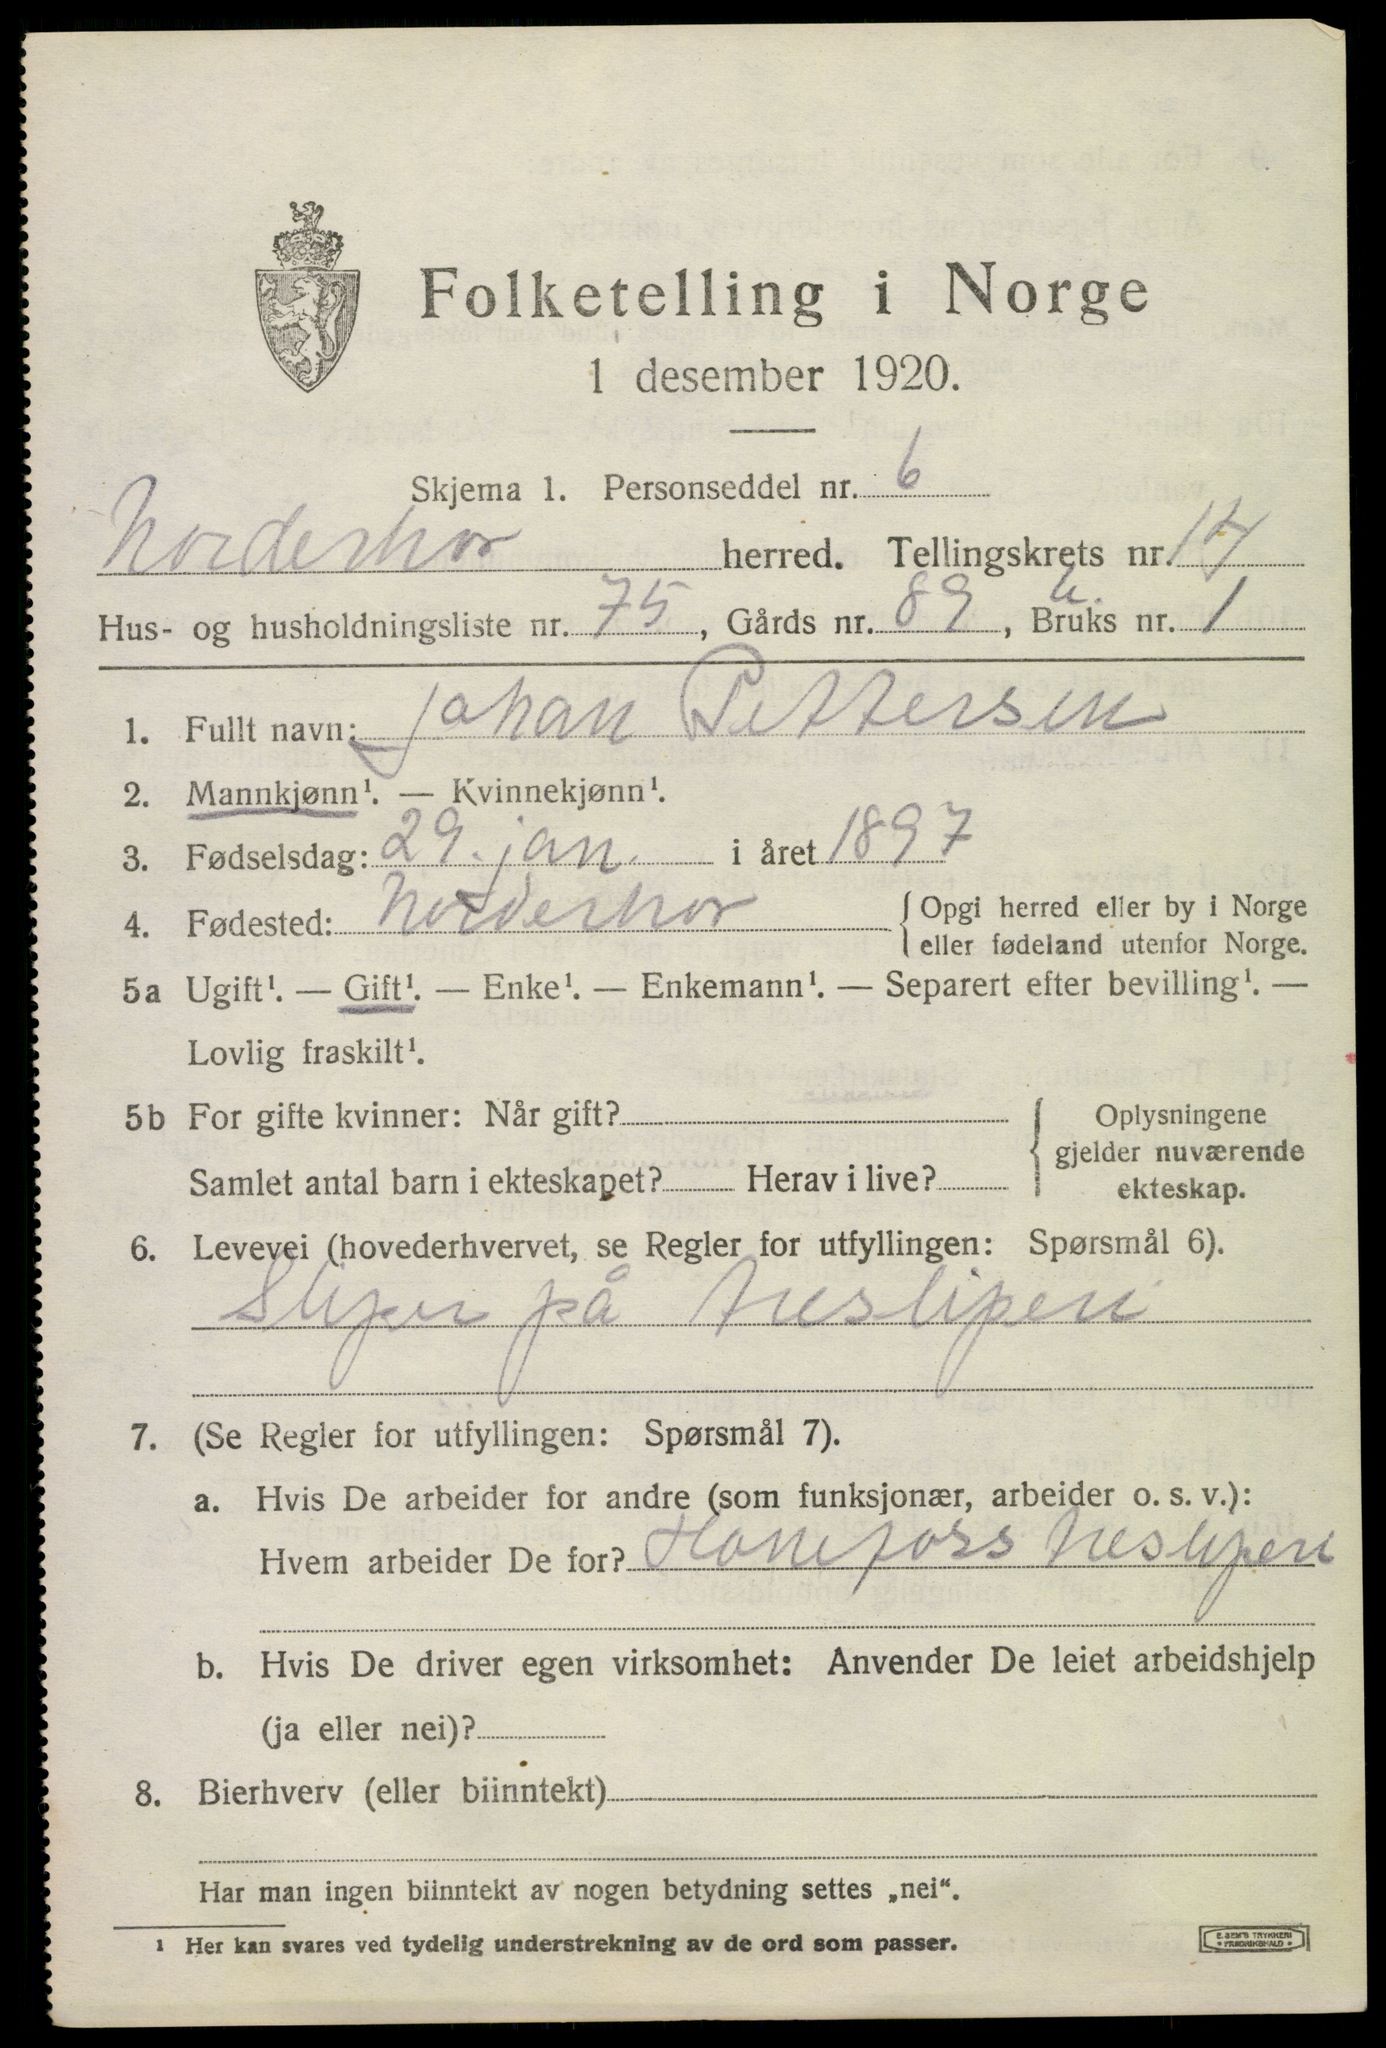 Folketelling i Norge
1 desember 1920.
Skjema 1. Personseddel nr. 6
Norderhov herred. Tellingskrets nr. 14
Hus- og husholdningsliste nr. 75, Gårds nr. 89, Bruks nr. 1
1. Fullt navn: Johan Pettersen
2. Mannkjønn¹. — Kvinnekjønn¹.
3. Fødselsdag: 29. jan. i året 1897
4. Fødested: Norderhov { Opgi herred eller by i Norge
eller fødeland utenfor Norge.
5a Ugift¹. — Gift¹. — Enke¹. — Enkemann¹. — Separert efter bevilling¹. —
Lovlig fraskilt¹.
5b For gifte kvinner: Når gift? { Oplysningene
gjelder nuværende
Samlet antal barn i ekteskapet? Herav i live? ekteskap.
6. Levevei (hovederhvervet, se Regler for utfyllingen: Spørsmål 6).
Sliper på tresliperi
7. (Se Regler for utfyllingen: Spørsmål 7).
a. Hvis De arbeider for andre (som funksjonær, arbeider o. s. v.):
Hvem arbeider De for? Hønefoss tresliperi
b. Hvis De driver egen virksomhet: Anvender De leiet arbeidshjelp
(ja eller nei)?
8. Bierhverv (eller biinntekt)
Har man ingen biinntekt av nogen betydning settes „nei“.
¹ Her kan svares ved tydelig understrekning av de ord som passer.
E. SEM'S TRYKKERI
• FREDRIKSHALD •